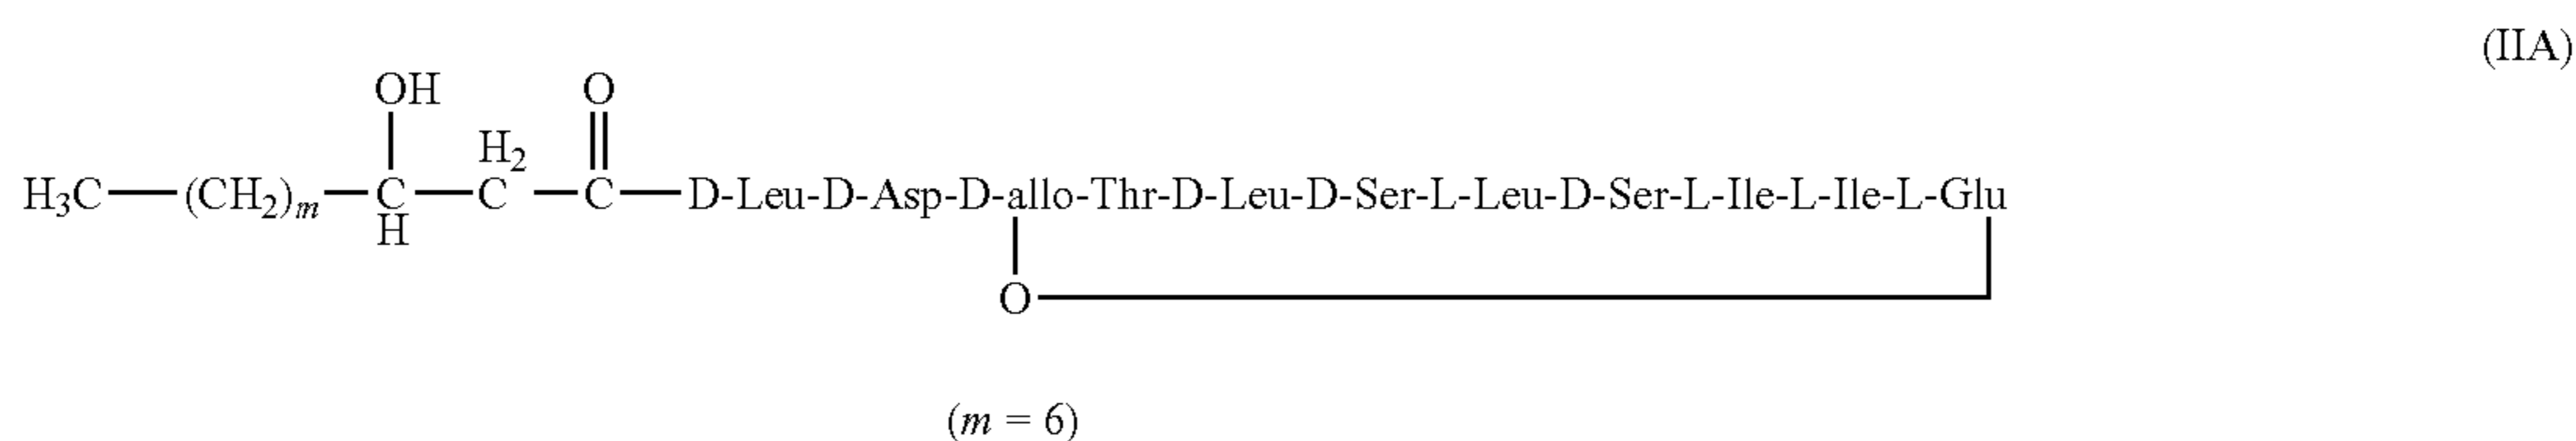 (IIA)
OH O
H₂
H₃C—(CH₂)ₘ—C—C—C—D-Leu-D-Asp-D-allo-Thr-D-Leu-D-Ser-L-Leu-D-Ser-L-Ile-L-Ile-L-Glu
H
O
(m = 6)